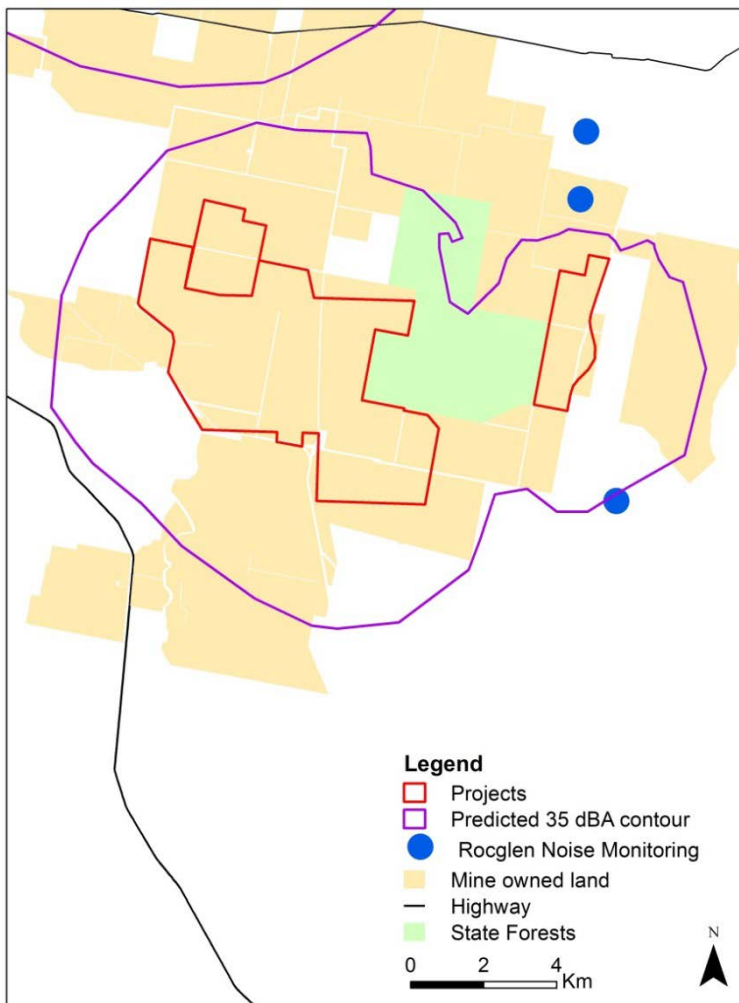 Legend
Projects
Predicted 35 dBA contour
Rocglen Noise Monitoring
Mine owned land
Highway
State Forests
N
0 2 4
Km